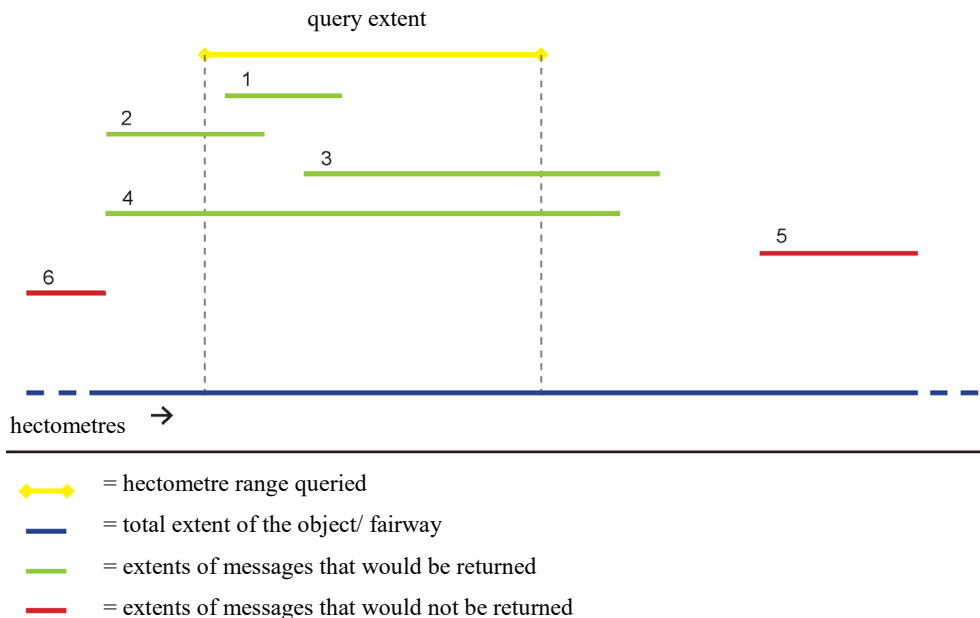 query extent
1
2
3
4
5
6
hectometres
= hectometre range queried
= total extent of the object/ fairway
= extents of messages that would be returned
= extents of messages that would not be returned